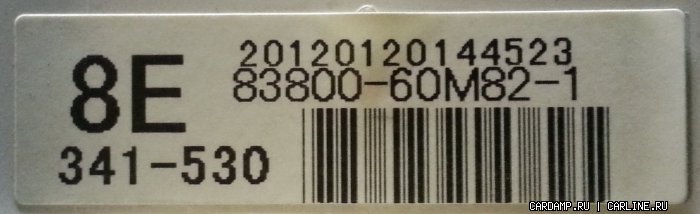 8E
20120120144523
83800-60M82-1
341-530
CARDAMP.RU | CARLINE.RU